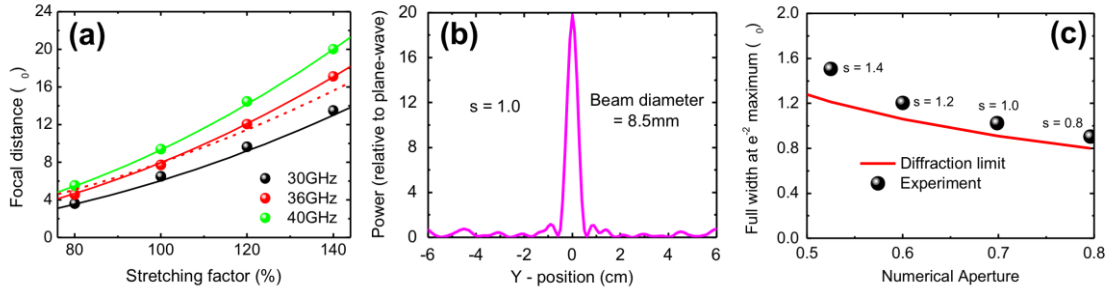 (a)
Focal distance (₀)
24
20
16
12
8
4
0
80 100 120 140
Stretching factor (%)
30GHz
36GHz
40GHz
(b)
Power (relative to plane-wave)
20
16
12
8
4
0
-6 -4 -2 0 2 4 6
Y - position (cm)
s = 1.0
Beam diameter
= 8.5mm
(c)
Full width at e⁻² maximum (₀)
2.0
1.6
1.2
0.8
0.4
0.0
0.5 0.6 0.7 0.8
Numerical Aperture
s = 1.4
s = 1.2
s = 1.0
s = 0.8
Diffraction limit
Experiment